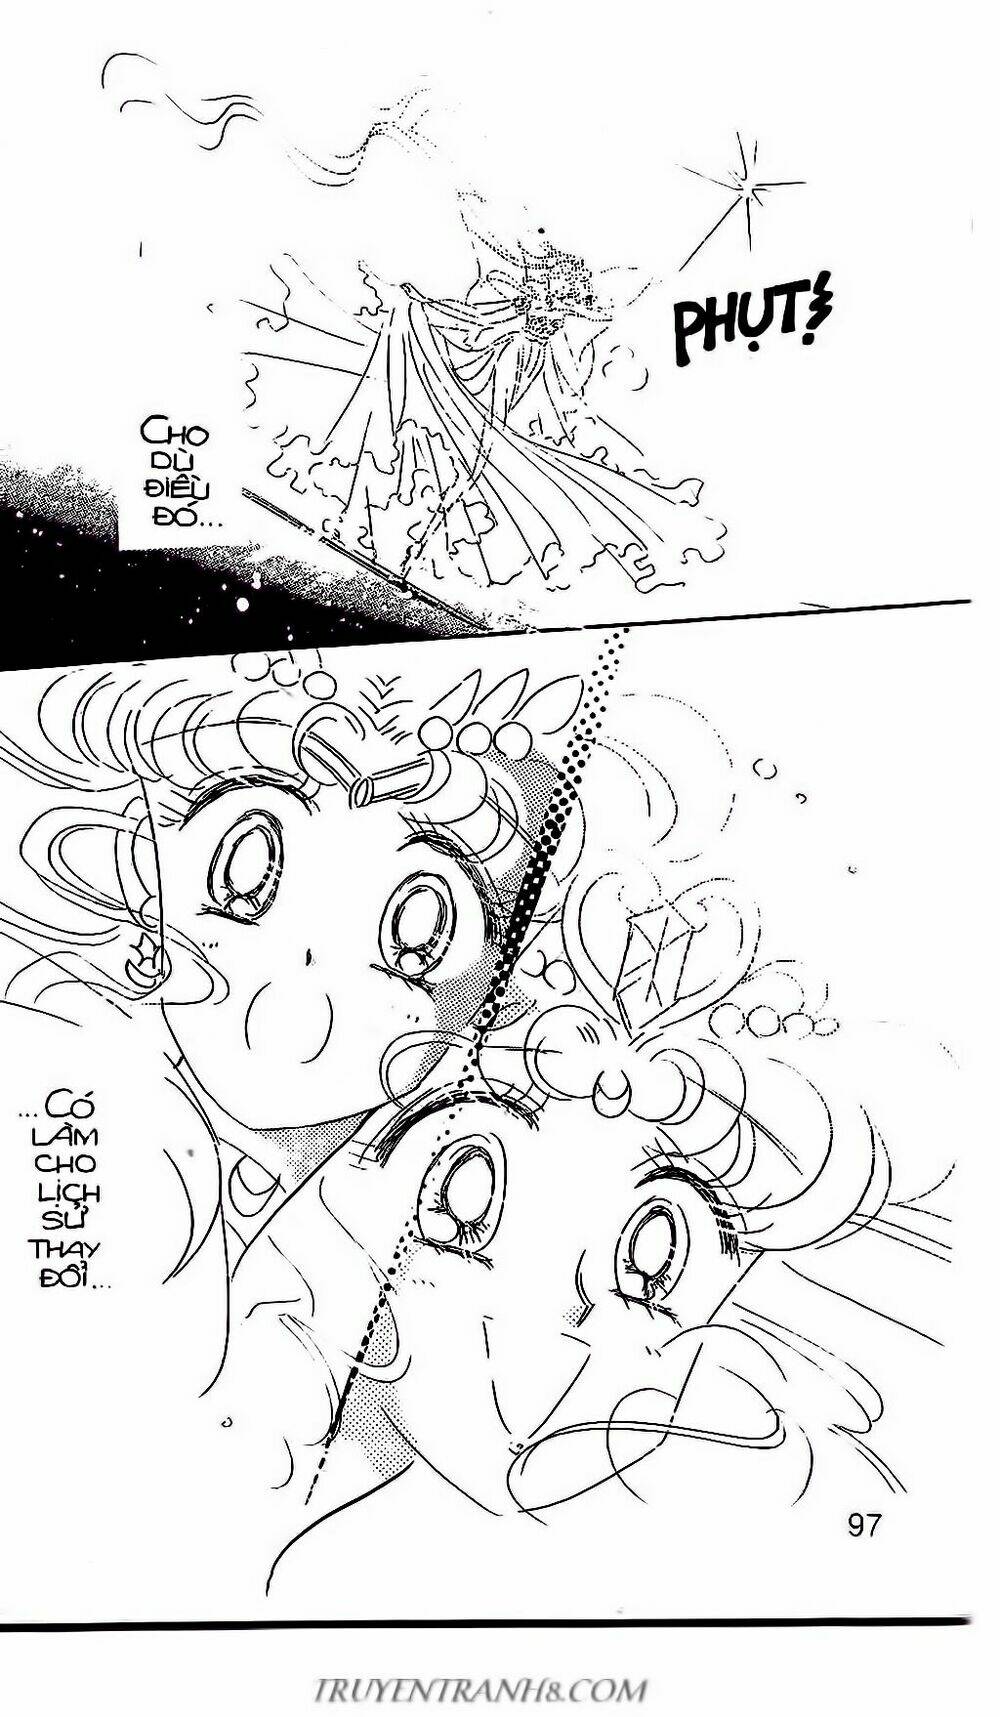 PHỤT!
CHO
DÙ
ĐIỀU
ĐÓ...
...CÓ
LÀM
CHO
LỊCH
SỬ
THAY
ĐỔI...
97
TRUYENTRANH8.COM